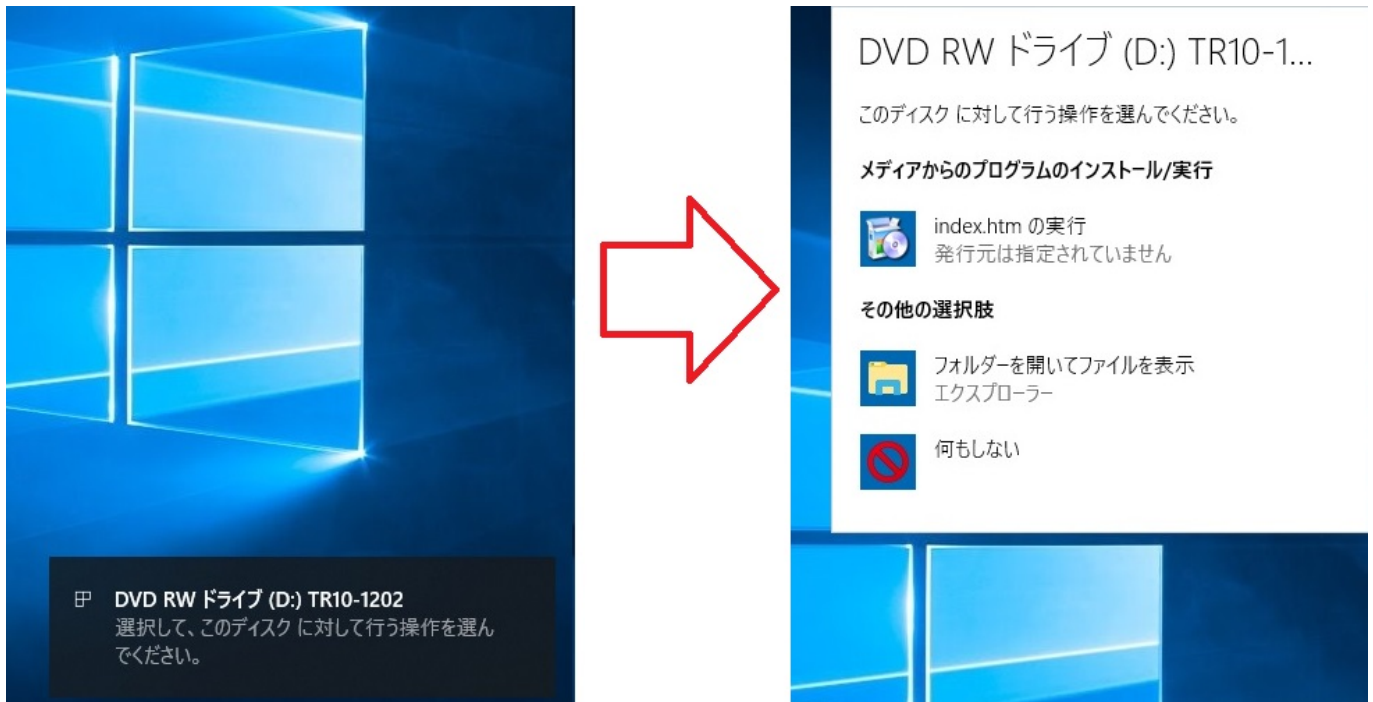 DVD RW ドライブ (D:) TR10-1202
選択して、このディスク に対して行う操作を選ん
でください。
DVD RW ドライブ (D:) TR10-1...
このディスク に対して行う操作を選んでください。
メディアからのプログラムのインストール/実行
index.htm の実行
発行元は指定されていません
その他の選択肢
フォルダーを開いてファイルを表示
エクスプローラー
何もしない